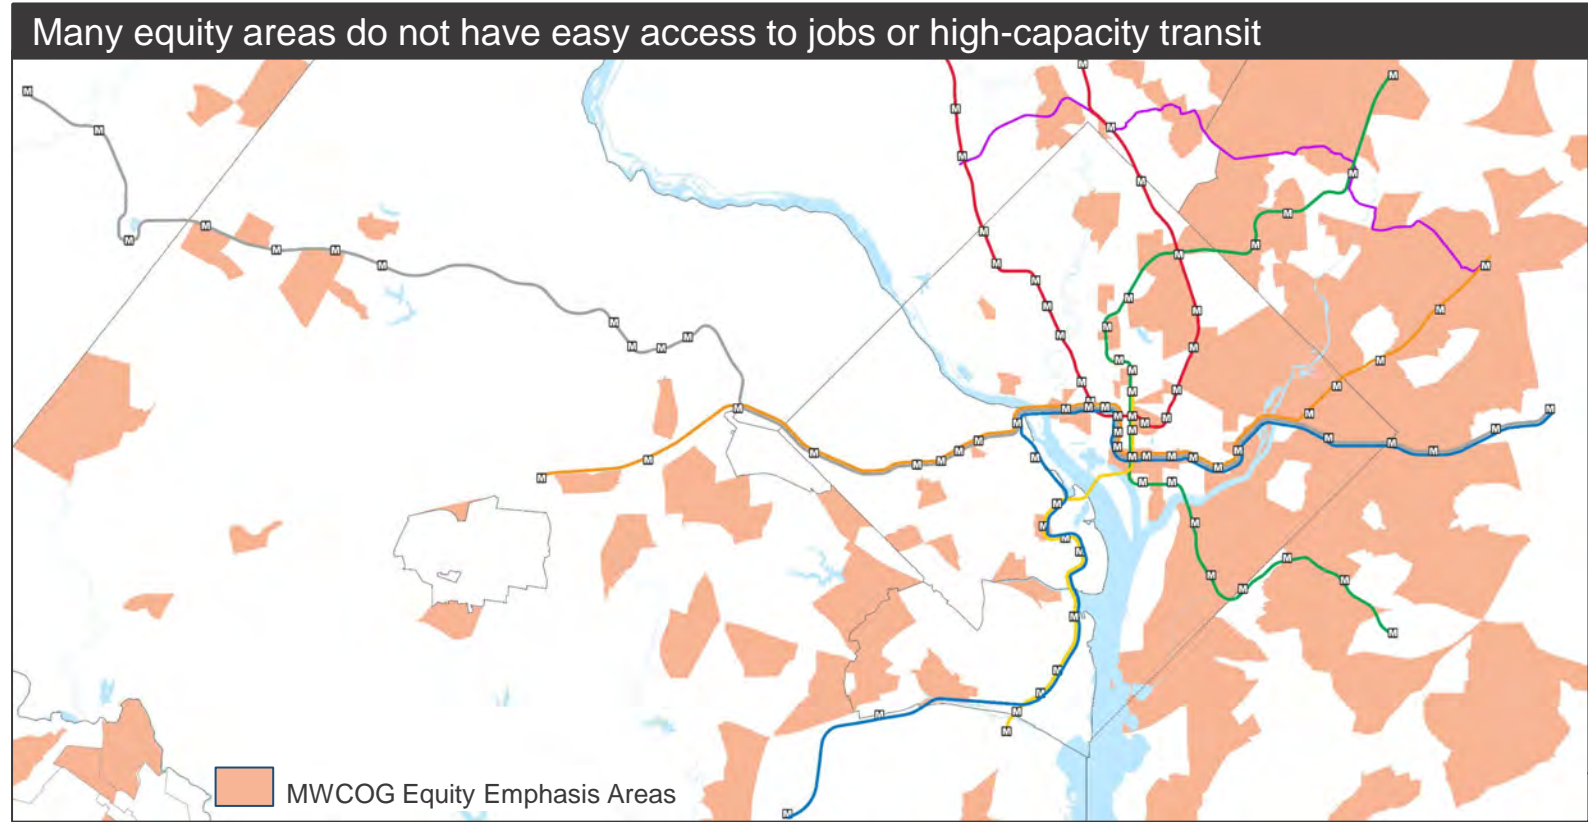 Many equity areas do not have easy access to jobs or high-capacity transit
MWCOG Equity Emphasis Areas